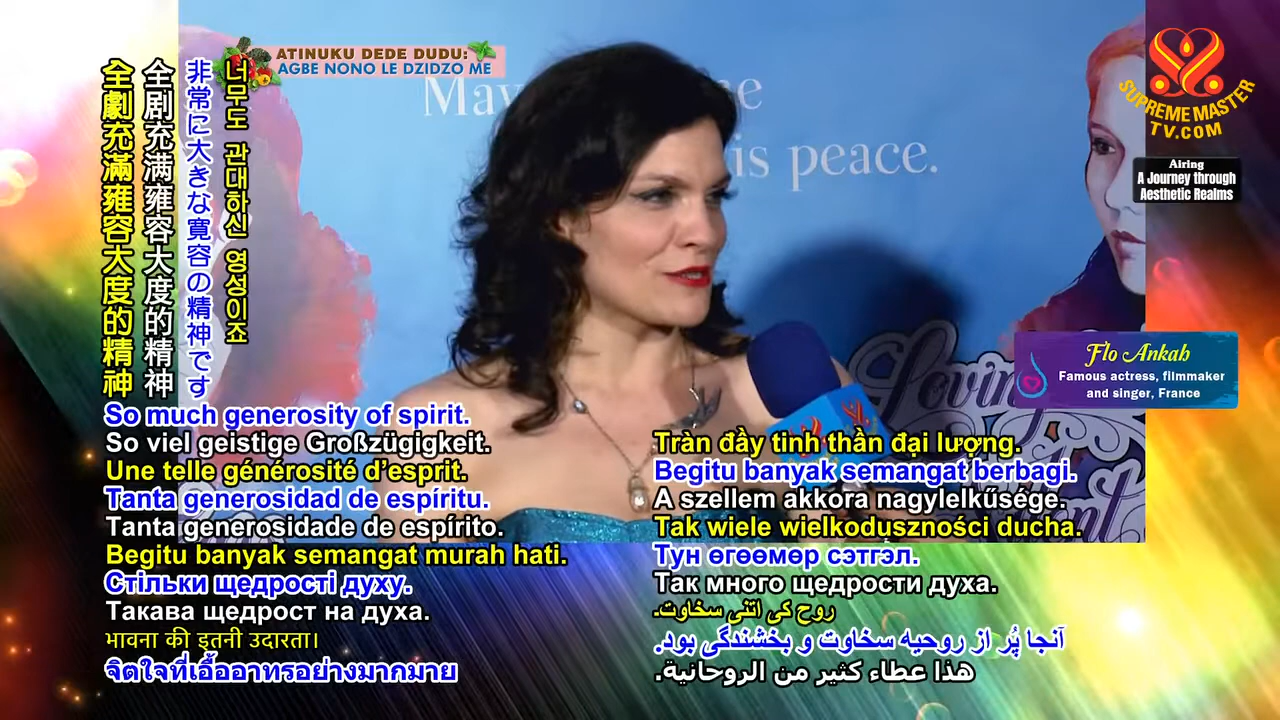 ATINUKU DEDE DUDU:
AGBE NONO LE DZIDZO ME
SUPREME MASTER
TV.COM
Airing
A Journey through
Aesthetic Realms
is peace.
Flo Ankah
Famous actress, filmmaker
and singer, France
全劇充滿雍容大度的精神
全剧充满雍容大度的精神
非常に大きな寛容の精神です
너무도 관대하신 영성이죠
So much generosity of spirit.
So viel geistige Großzügigkeit.
Une telle générosité d’esprit.
Tanta generosidad de espíritu.
Tanta generosidade de espírito.
Begitu banyak semangat murah hati.
Стільки щедрості духу.
Такава щедрост на духа.
भावना की इतनी उदारता।
จิตใจที่เอื้ออาทรอย่างมากมาย
Tràn đầy tinh thần đại lượng.
Begitu banyak semangat berbagi.
A szellem akkora nagylelkűsége.
Tak wiele wielkoduszności ducha.
Тун өгөөмөр сэтгэл.
Так много щедрости духа.
روح کی اتنی سخاوت.
آنجا پُر از روحیه سخاوت و بخشندگی بود.
هذا عطاء كثير من الروحانية.